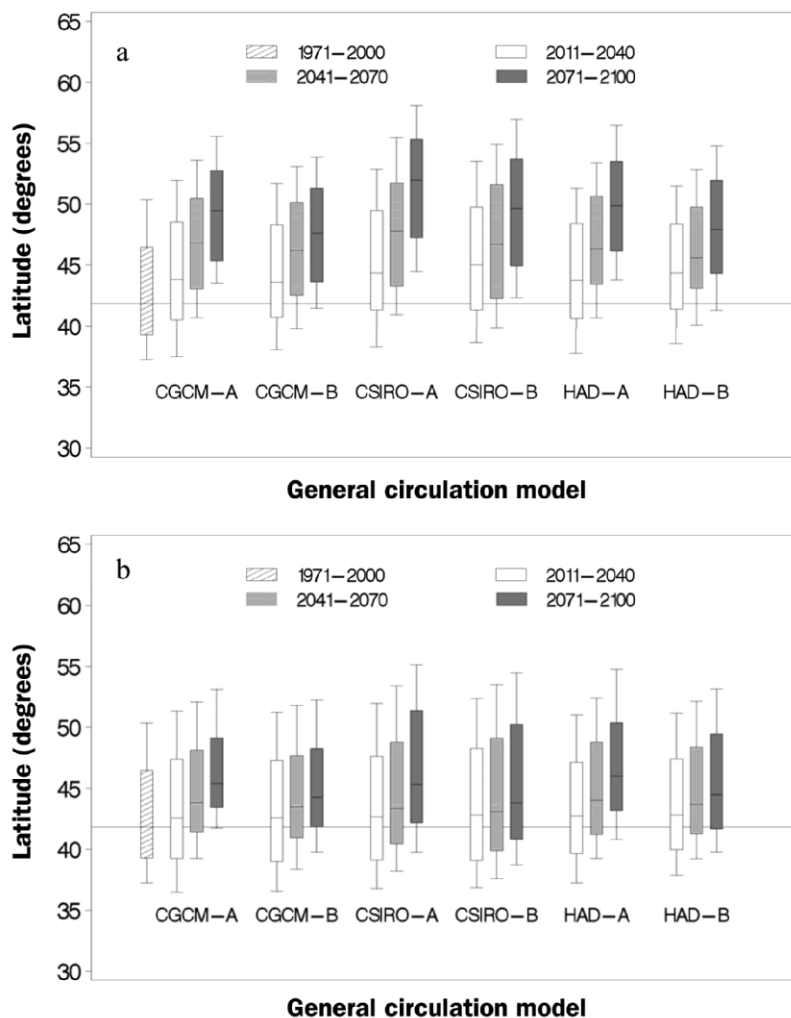 65
a
1971–2000 2011–2040
2041–2070 2071–2100
60
55
50
45
40
35
30
Latitude (degrees)
CGCM–A CGCM–B CSIRO–A CSIRO–B HAD–A HAD–B
General circulation model
65
b
1971–2000 2011–2040
2041–2070 2071–2100
60
55
50
45
40
35
30
Latitude (degrees)
CGCM–A CGCM–B CSIRO–A CSIRO–B HAD–A HAD–B
General circulation model